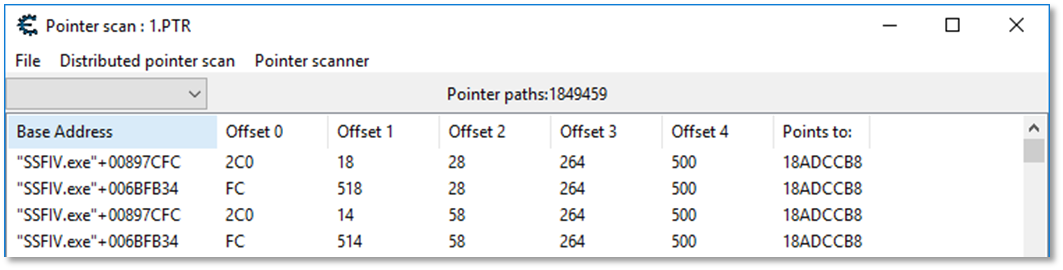 Pointer scan : 1.PTR
File Distributed pointer scan Pointer scanner
Pointer paths:1849459
Base Address Offset 0 Offset 1 Offset 2 Offset 3 Offset 4 Points to:
"SSFIV.exe"+00897CFC 2C0 18 28 264 500 18ADCCB8
"SSFIV.exe"+006BFB34 FC 518 28 264 500 18ADCCB8
"SSFIV.exe"+00897CFC 2C0 14 58 264 500 18ADCCB8
"SSFIV.exe"+006BFB34 FC 514 58 264 500 18ADCCB8